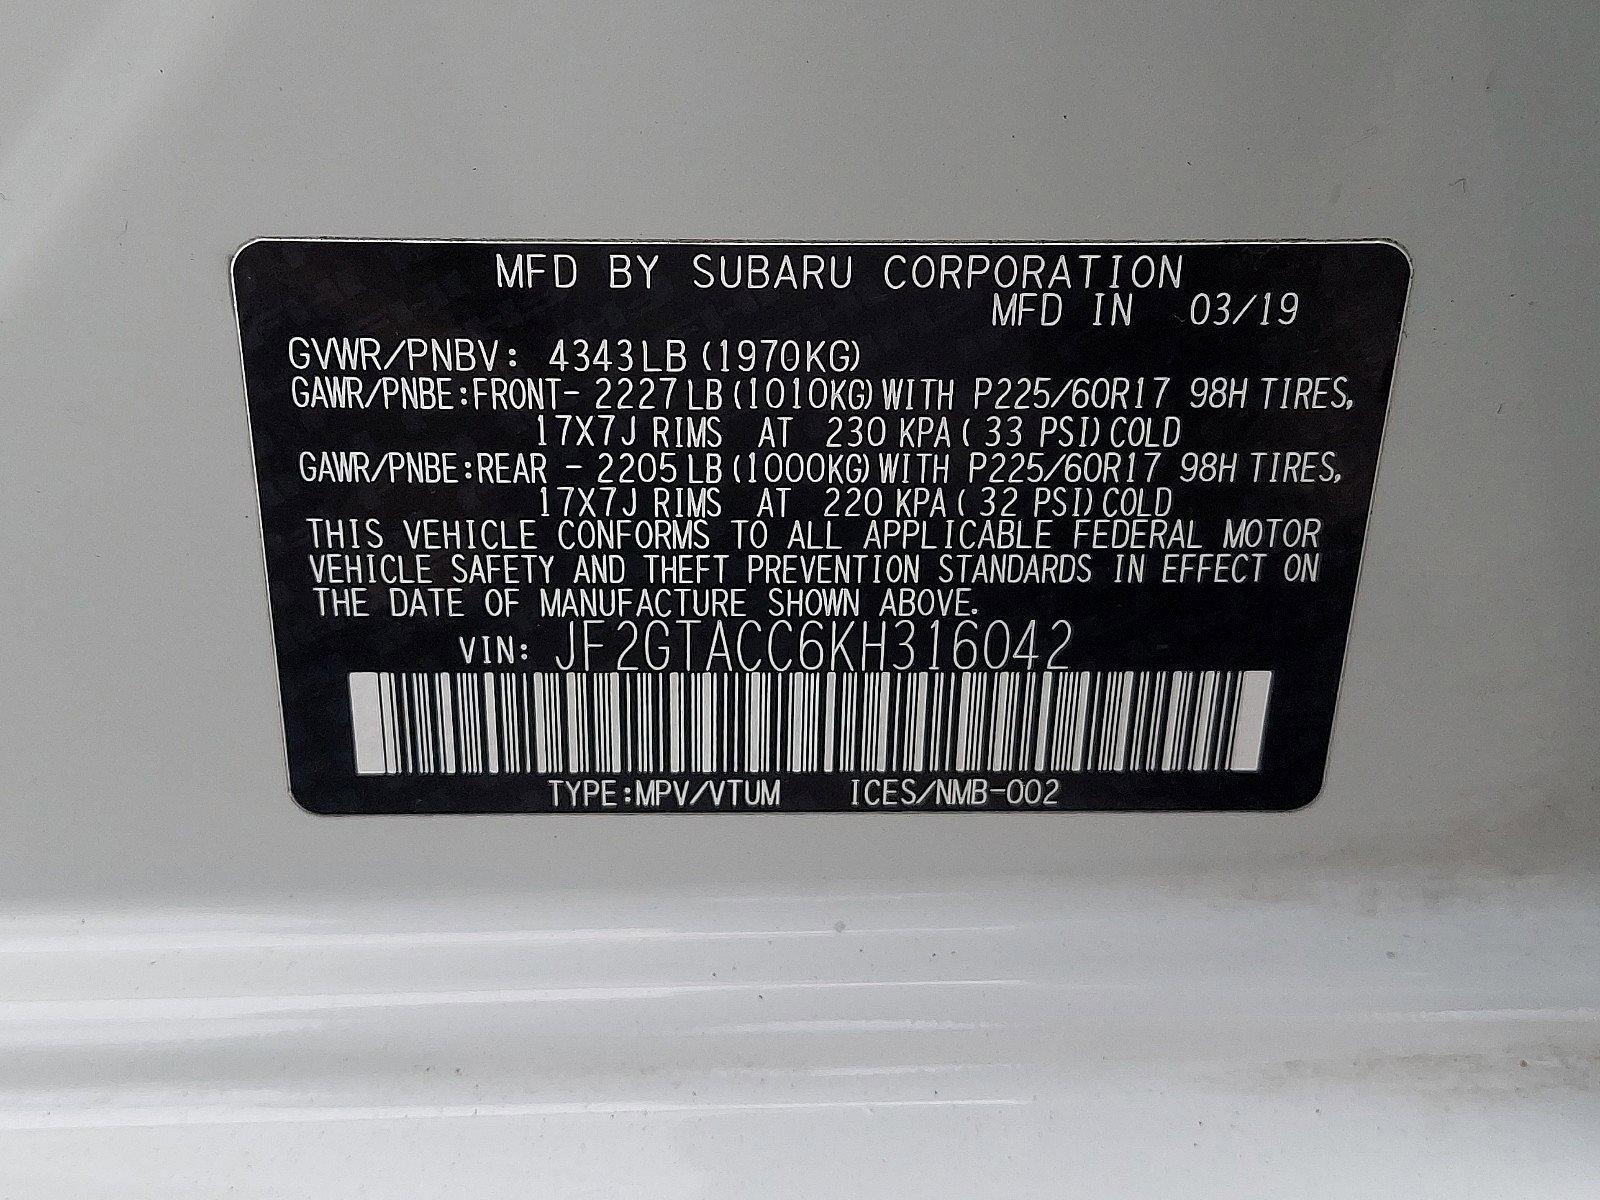 MFD BY SUBARU CORPORATION
MFD IN 03/19
GVWR/PNBV: 4343LB (1970KG)
GAWR/PNBE:FRONT- 2227LB (1010KG) WITH P225/60R17 98H TIRES,
17X7J RIMS AT 230 KPA ( 33 PSI) COLD
GAWR/PNBE:REAR - 2205LB (1000KG) WITH P225/60R17 98H TIRES,
17X7J RIMS AT 220 KPA ( 32 PSI) COLD
THIS VEHICLE CONFORMS TO ALL APPLICABLE FEDERAL MOTOR
VEHICLE SAFETY AND THEFT PREVENTION STANDARDS IN EFFECT ON
THE DATE OF MANUFACTURE SHOWN ABOVE.
VIN: JF2GTACC6KH316042
TYPE:MPV/VTUM ICES/NMB-002